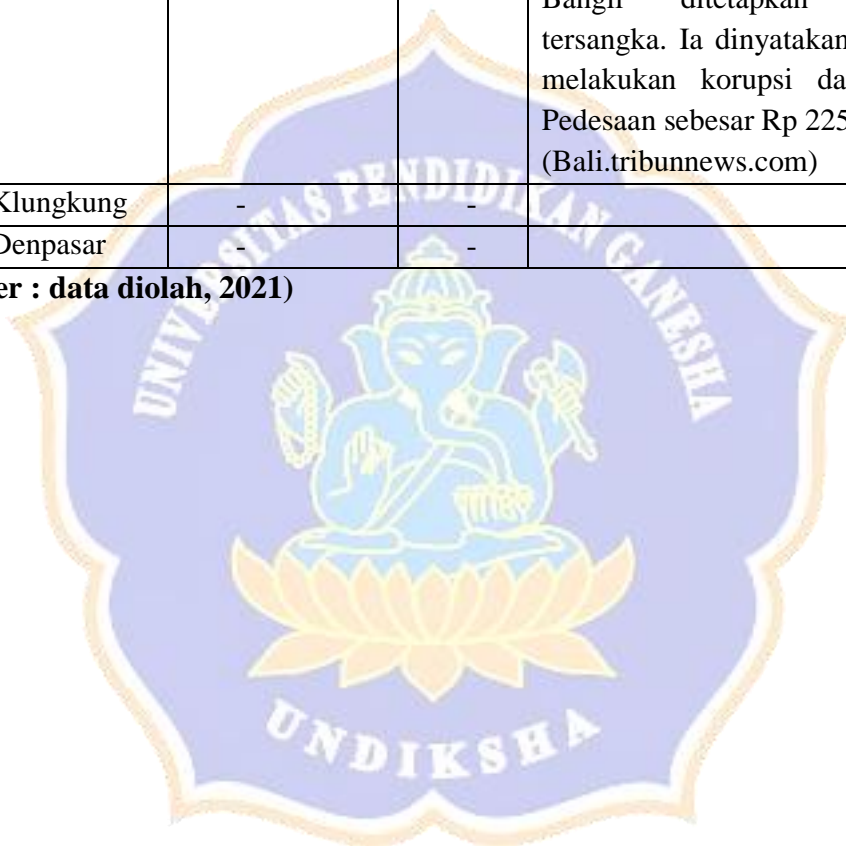 Bangli ditetapkan
tersangka. Ia dinyatakan
melakukan korupsi da
Pedesaan sebesar Rp 225
(Bali.tribunnews.com)
Klungkung - -
Denpasar - -
er : data diolah, 2021)
UNIVERSITAS PENDIDIKAN GANESHA
UNDIKSHA